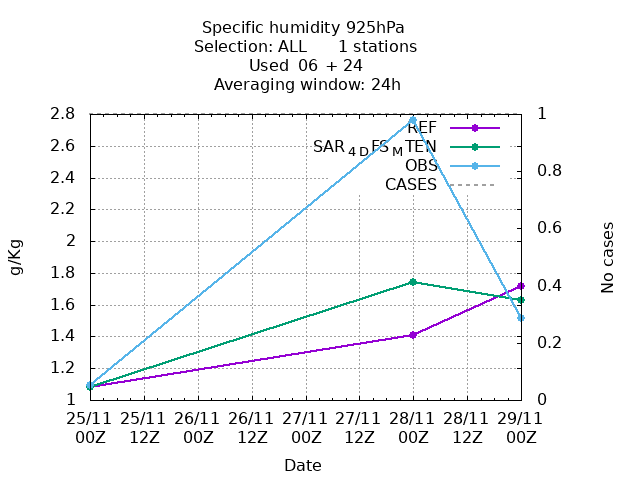 Specific humidity 925hPa
Selection: ALL 1 stations
Used 06 + 24
Averaging window: 24h
2.8
2.6
2.4
2.2
2
1.8
1.6
1.4
1.2
1
1
0.8
0.6
0.4
0.2
0
REF
SAR4DFSMTEN
OBS
CASES
g/Kg
No cases
25/11 25/11 26/11 26/11 27/11 27/11 28/11 28/11 29/11
00Z 12Z 00Z 12Z 00Z 12Z 00Z 12Z 00Z
Date